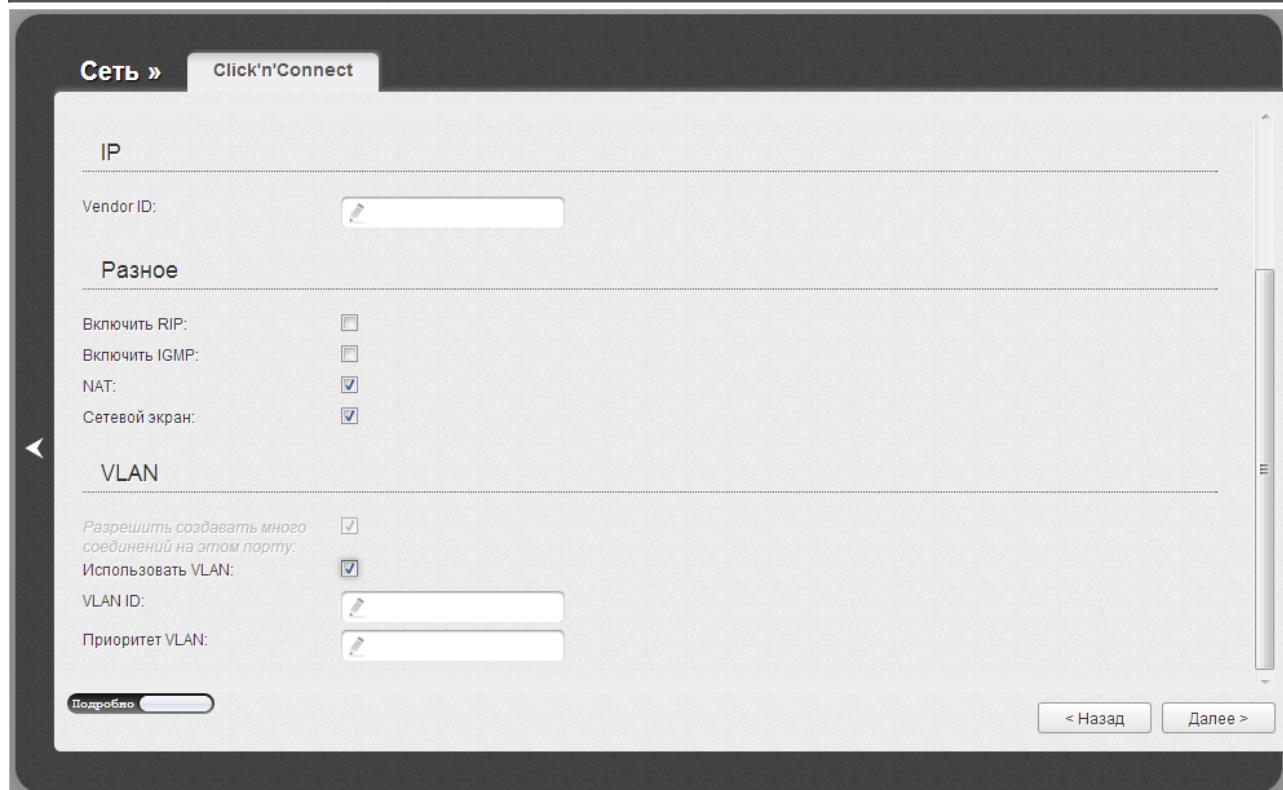 Сеть »
Click'n'Connect
IP
Vendor ID:
Разное
Включить RIP:
Включить IGMP:
NAT:
Сетевой экран:
VLAN
Разрешить создавать много
соединений на этом порту:
Использовать VLAN:
VLAN ID:
Приоритет VLAN:
Подробно
< Назад
Далее >